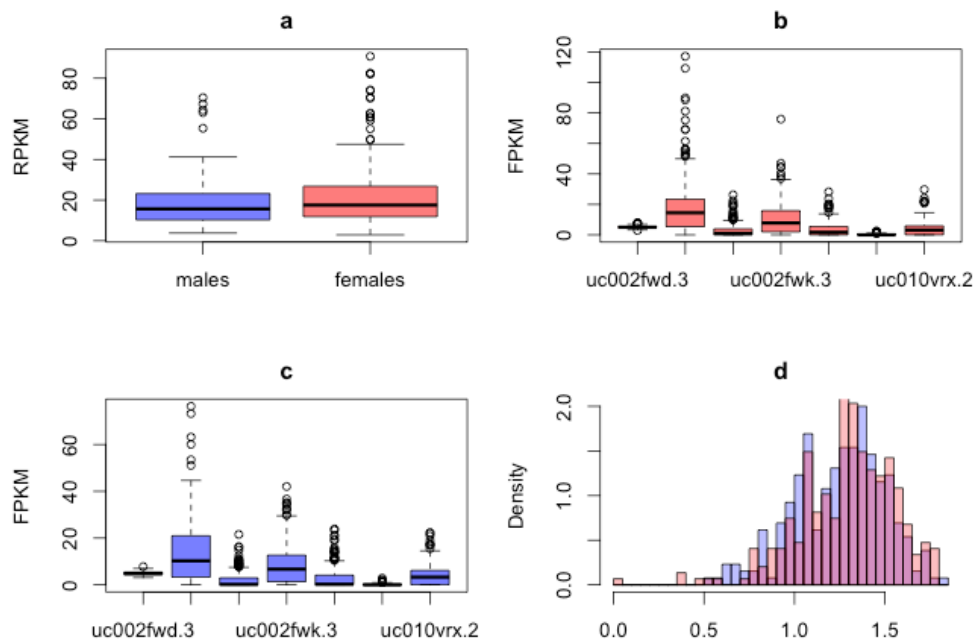 a
RPKM
0 20 40 60 80
males females
b
FPKM
0 40 80 120
uc002fwd.3 uc002fwk.3 uc010vrx.2
c
FPKM
0 20 40 60
uc002fwd.3 uc002fwk.3 uc010vrx.2
d
Density
0.0 1.0 2.0
0.0 0.5 1.0 1.5